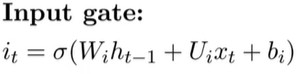 Input gate:
i_t = σ(W_i h_{t−1} + U_i x_t + b_i)